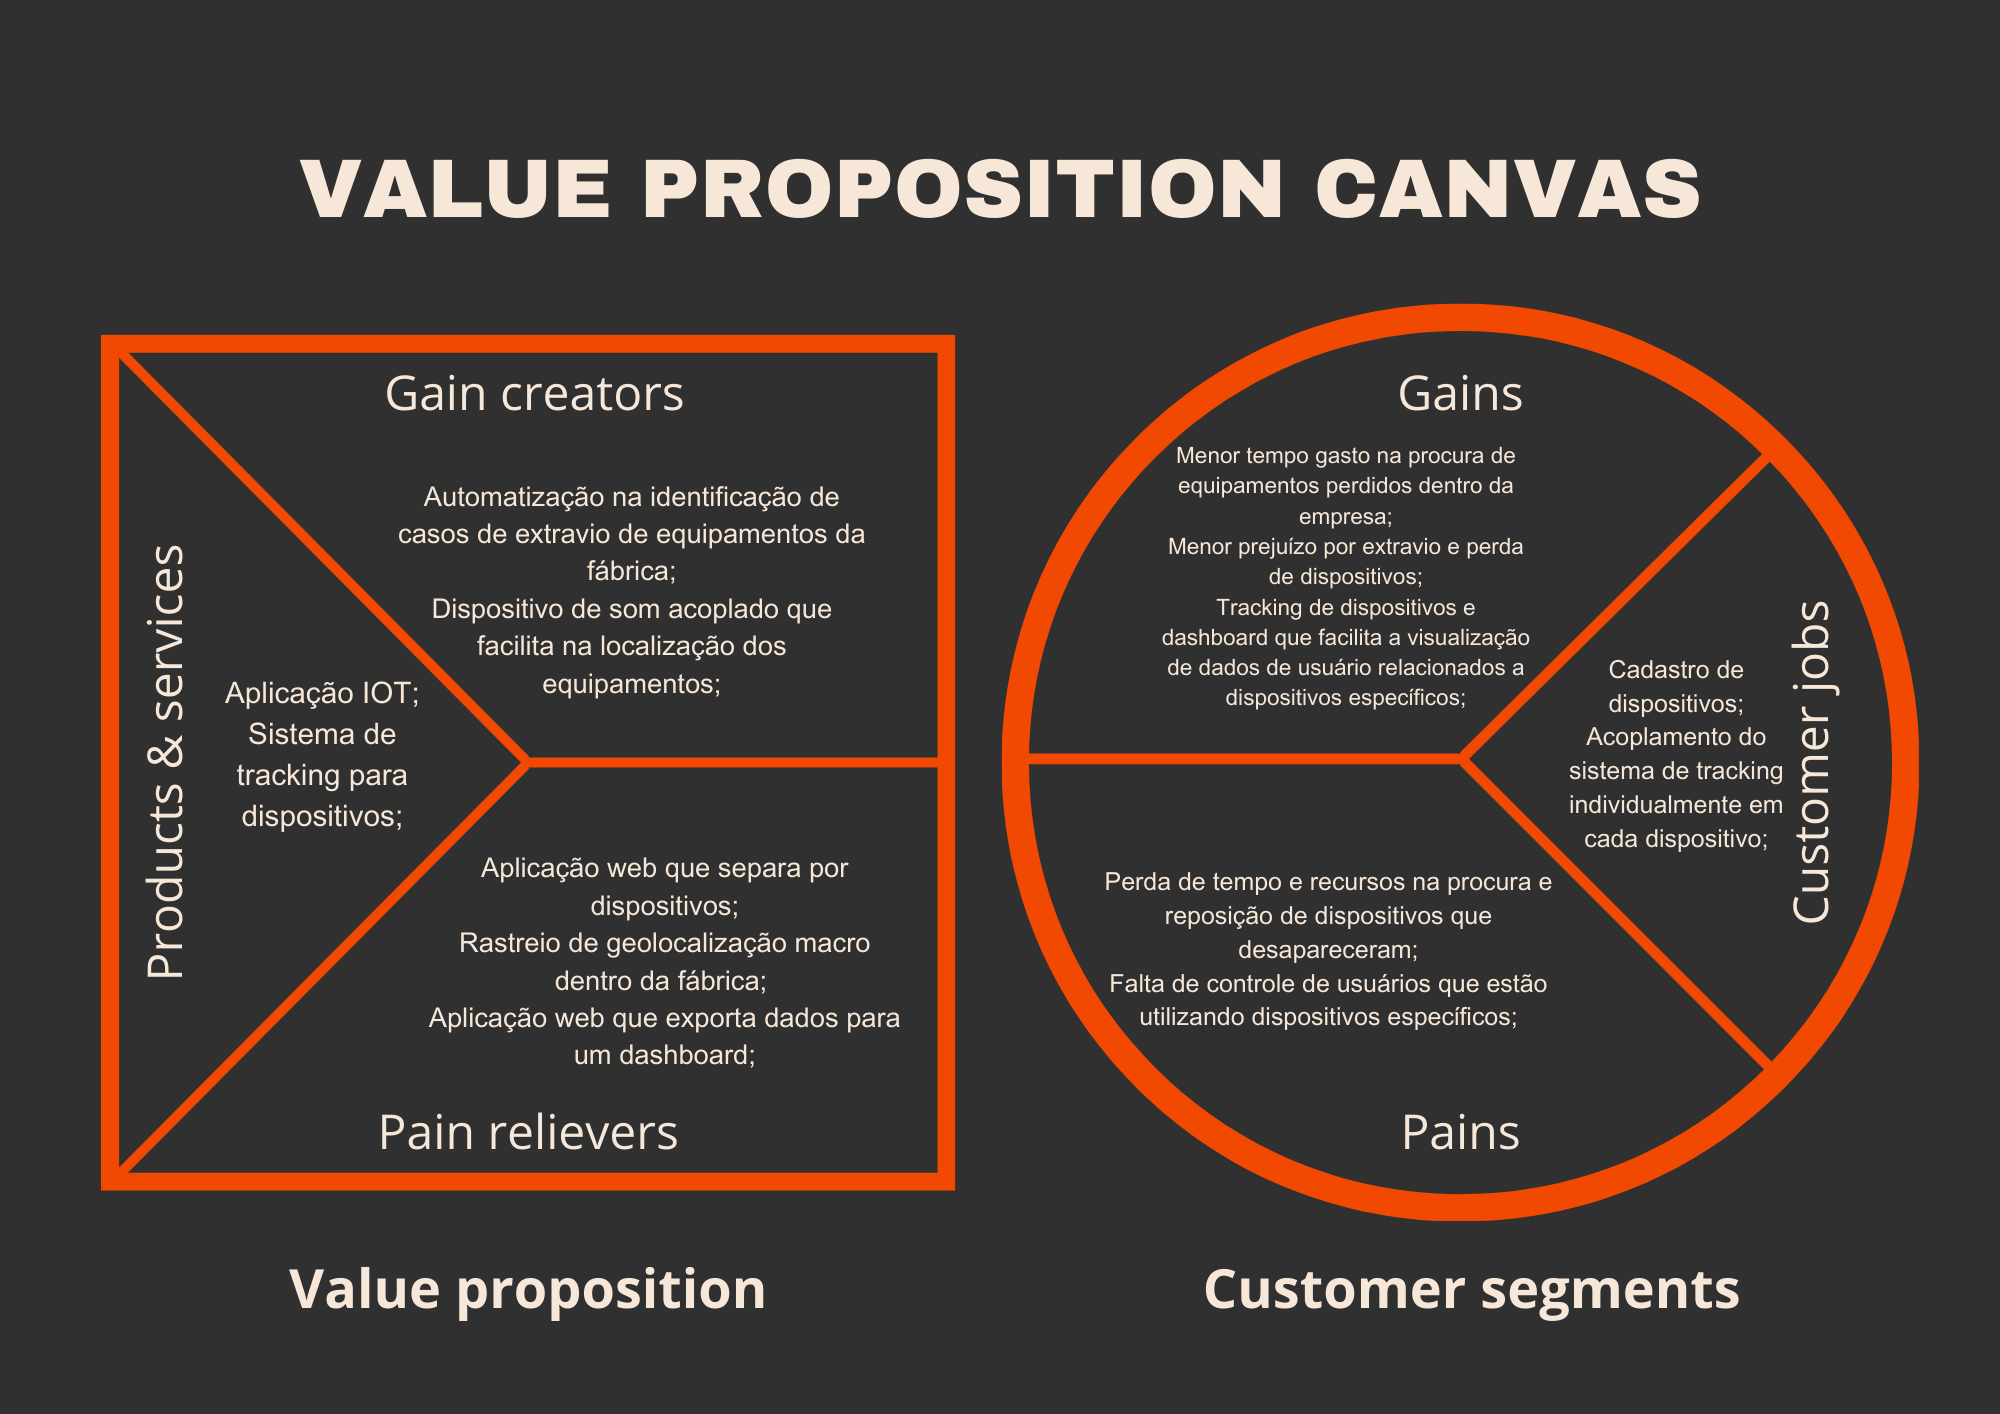 VALUE PROPOSITION CANVAS
Gain creators
Automatização na identificação de
casos de extravio de equipamentos da
fábrica;
Dispositivo de som acoplado que
facilita na localização dos
equipamentos;
Products & services
Aplicação IOT;
Sistema de
tracking para
dispositivos;
Aplicação web que separa por
dispositivos;
Rastreio de geolocalização macro
dentro da fábrica;
Aplicação web que exporta dados para
um dashboard;
Pain relievers
Value proposition
Gains
Menor tempo gasto na procura de
equipamentos perdidos dentro da
empresa;
Menor prejuízo por extravio e perda
de dispositivos;
Tracking de dispositivos e
dashboard que facilita a visualização
de dados de usuário relacionados a
dispositivos específicos;
Cadastro de
dispositivos;
Acoplamento do
sistema de tracking
individualmente em
cada dispositivo;
Customer jobs
Perda de tempo e recursos na procura e
reposição de dispositivos que
desapareceram;
Falta de controle de usuários que estão
utilizando dispositivos específicos;
Pains
Customer segments